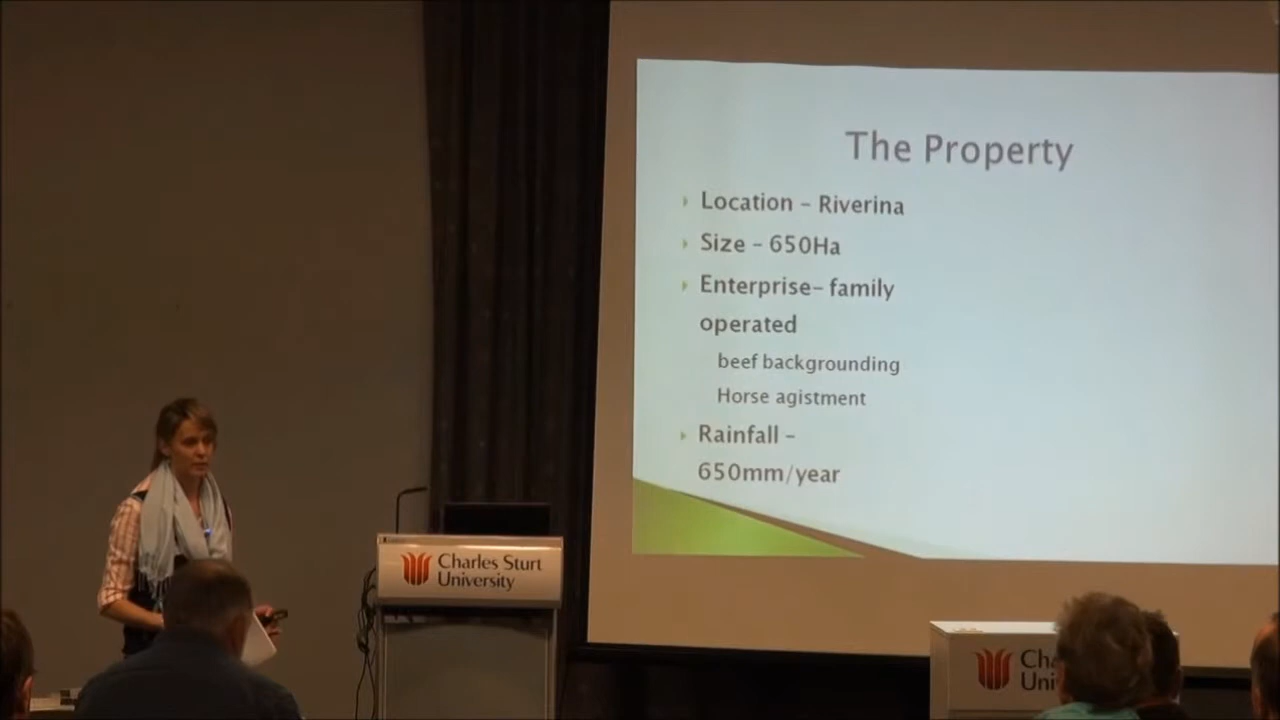 The Property
Location – Riverina
Size – 650Ha
Enterprise– family
operated
beef backgrounding
Horse agistment
Rainfall –
650mm/year
Charles Sturt
University